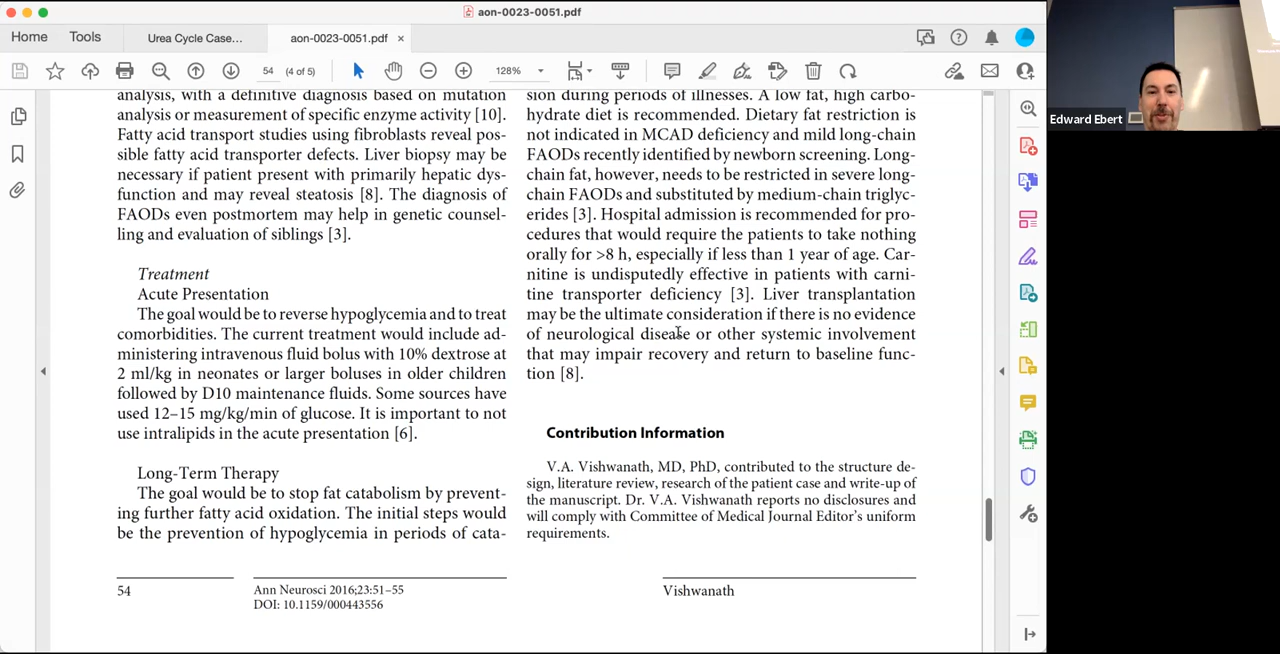 aon-0023-0051.pdf
Home Tools Urea Cycle Case... aon-0023-0051.pdf ×
54 (4 of 5) 128%
analysis, with a definitive diagnosis based on mutation
analysis or measurement of specific enzyme activity [10].
Fatty acid transport studies using fibroblasts reveal pos-
sible fatty acid transporter defects. Liver biopsy may be
necessary if patient present with primarily hepatic dys-
function and may reveal steatosis [8]. The diagnosis of
FAODs even postmortem may help in genetic counsel-
ling and evaluation of siblings [3].
Treatment
Acute Presentation
The goal would be to reverse hypoglycemia and to treat
comorbidities. The current treatment would include ad-
ministering intravenous fluid bolus with 10% dextrose at
2 ml/kg in neonates or larger boluses in older children
followed by D10 maintenance fluids. Some sources have
used 12–15 mg/kg/min of glucose. It is important to not
use intralipids in the acute presentation [6].
Long-Term Therapy
The goal would be to stop fat catabolism by prevent-
ing further fatty acid oxidation. The initial steps would
be the prevention of hypoglycemia in periods of cata-
sion during periods of illnesses. A low fat, high carbo-
hydrate diet is recommended. Dietary fat restriction is
not indicated in MCAD deficiency and mild long-chain
FAODs recently identified by newborn screening. Long-
chain fat, however, needs to be restricted in severe long-
chain FAODs and substituted by medium-chain triglyc-
erides [3]. Hospital admission is recommended for pro-
cedures that would require the patients to take nothing
orally for >8 h, especially if less than 1 year of age. Car-
nitine is undisputedly effective in patients with carni-
tine transporter deficiency [3]. Liver transplantation
may be the ultimate consideration if there is no evidence
of neurological disease or other systemic involvement
that may impair recovery and return to baseline func-
tion [8].
Contribution Information
V.A. Vishwanath, MD, PhD, contributed to the structure de-
sign, literature review, research of the patient case and write-up of
the manuscript. Dr. V.A. Vishwanath reports no disclosures and
will comply with Committee of Medical Journal Editor's uniform
requirements.
54
Ann Neurosci 2016;23:51–55
DOI: 10.1159/000443556
Vishwanath
Edward Ebert